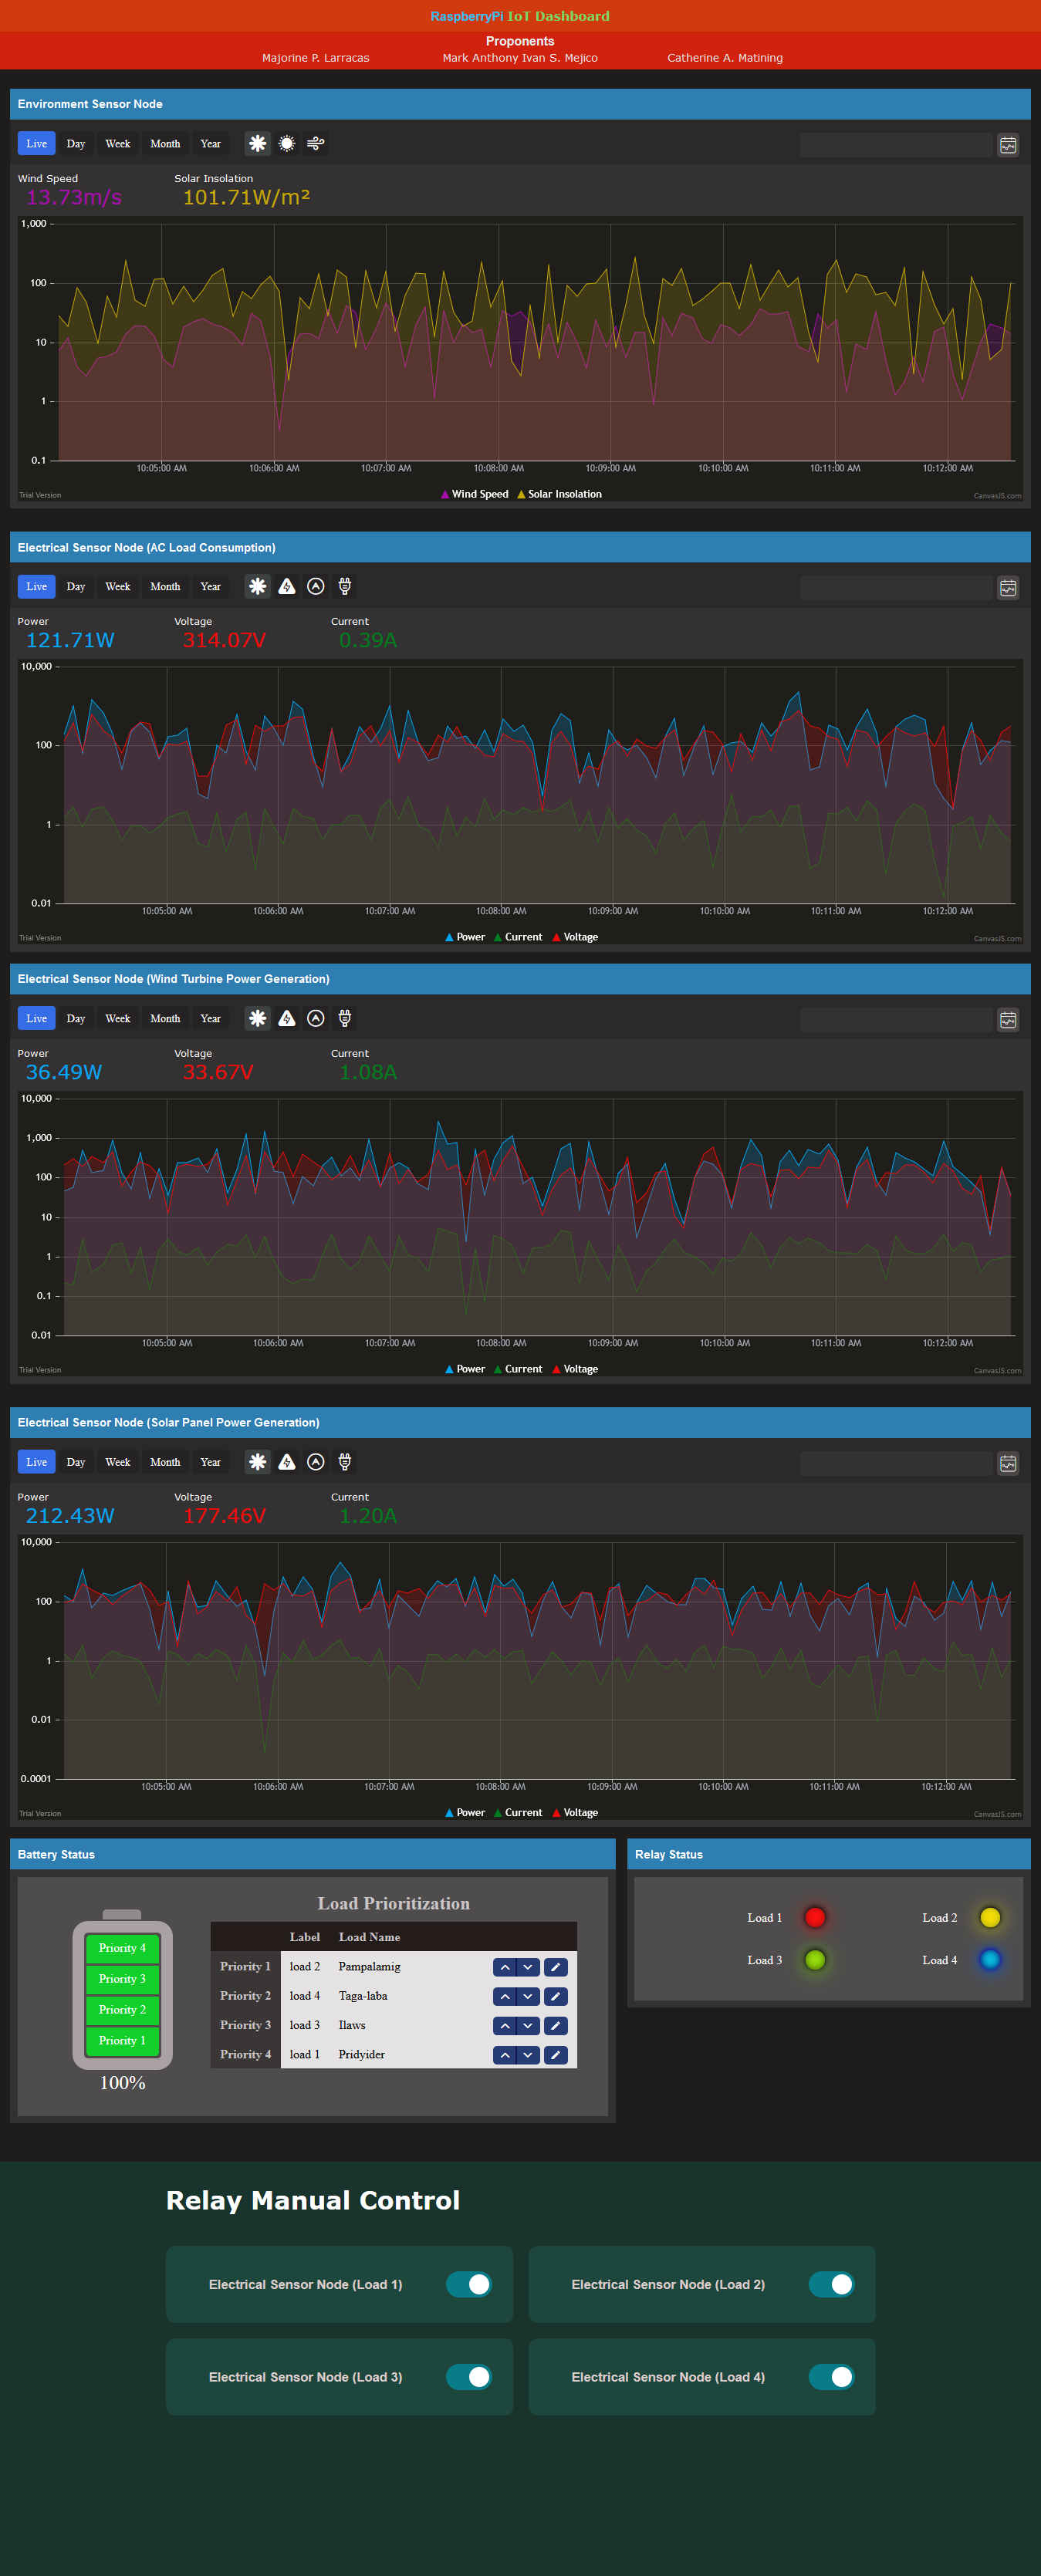 RaspberryPi IoT Dashboard
Proponents
Majorine P. Larracas Mark Anthony Ivan S. Mejico Catherine A. Matining
Environment Sensor Node
Live Day Week Month Year
Wind Speed Solar Insolation
13.73m/s 101.71W/m²
1,000
100
10
1
0.1
10:05:00 AM 10:06:00 AM 10:07:00 AM 10:08:00 AM 10:09:00 AM 10:10:00 AM 10:11:00 AM 10:12:00 AM
Wind Speed Solar Insolation
Trial Version CanvasJS.com
Electrical Sensor Node (AC Load Consumption)
Live Day Week Month Year
Power Voltage Current
121.71W 314.07V 0.39A
10,000
100
1
0.01
10:05:00 AM 10:06:00 AM 10:07:00 AM 10:08:00 AM 10:09:00 AM 10:10:00 AM 10:11:00 AM 10:12:00 AM
Power Current Voltage
Trial Version CanvasJS.com
Electrical Sensor Node (Wind Turbine Power Generation)
Live Day Week Month Year
Power Voltage Current
36.49W 33.67V 1.08A
10,000
1,000
100
10
1
0.1
0.01
10:05:00 AM 10:06:00 AM 10:07:00 AM 10:08:00 AM 10:09:00 AM 10:10:00 AM 10:11:00 AM 10:12:00 AM
Power Current Voltage
Trial Version CanvasJS.com
Electrical Sensor Node (Solar Panel Power Generation)
Live Day Week Month Year
Power Voltage Current
212.43W 177.46V 1.20A
10,000
100
1
0.01
0.0001
10:05:00 AM 10:06:00 AM 10:07:00 AM 10:08:00 AM 10:09:00 AM 10:10:00 AM 10:11:00 AM 10:12:00 AM
Power Current Voltage
Trial Version CanvasJS.com
Battery Status
Priority 4
Priority 3
Priority 2
Priority 1
100%
Load Prioritization
Label Load Name
Priority 1 load 2 Pampalamig
Priority 2 load 4 Taga-laba
Priority 3 load 3 Ilaws
Priority 4 load 1 Pridyider
Relay Status
Load 1 Load 2
Load 3 Load 4
Relay Manual Control
Electrical Sensor Node (Load 1) Electrical Sensor Node (Load 2)
Electrical Sensor Node (Load 3) Electrical Sensor Node (Load 4)